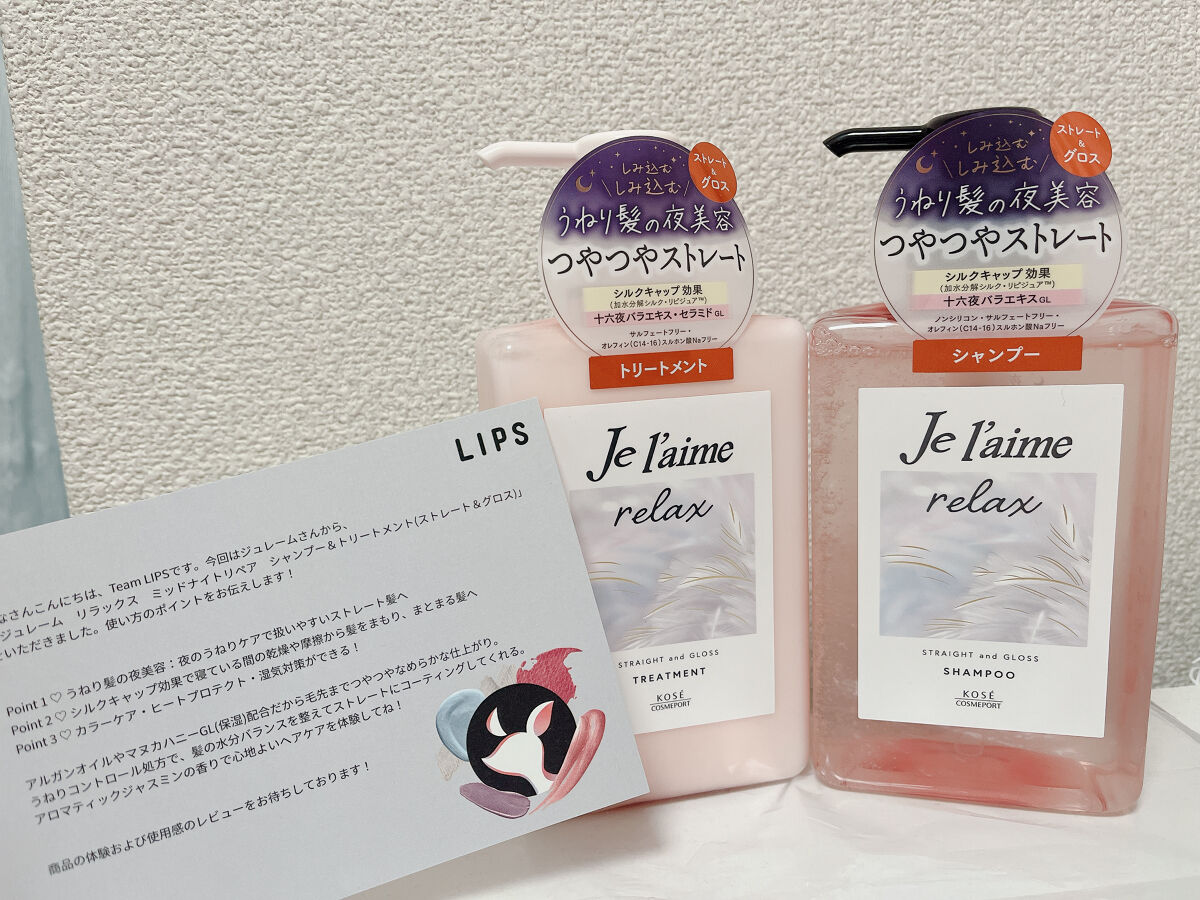 LIPS
なさんこんにちは、Team LIPSです。今回はジュレームさんから、
ジュレーム リラックス ミッドナイトリペア シャンプー＆トリートメント(ストレート＆グロス)」
いただきました。使い方のポイントをお伝えします！
Point 1♡うねり髪の夜美容：夜のうねりケアで扱いやすいストレート髪へ
Point 2♡シルクキャップ効果で寝ている間の乾燥や摩擦から髪をまもり、まとまる髪へ
Point 3♡カラーケア・ヒートプロテクト・湿気対策ができる！
アルガンオイルやマヌカハニーGL(保湿)配合だから毛先までつやつやなめらかな仕上がり。
うねりコントロール処方で、髪の水分バランスを整えてストレートにコーティングしてくれる。
アロマティックジャスミンの香りで心地よいヘアケアを体験してね！
商品の体験および使用感のレビューをお待ちしております！
ストレート
&
グロス
しみ込む
しみ込む
うねり髪の夜美容
つやつやストレート
シルクキャップ効果
(加水分解シルク・リピジュア™)
十六夜バラエキス・セラミドGL
サルフェートフリー・
オレフィン(C14-16)スルホン酸Naフリー
トリートメント
Je l'aime
relax
STRAIGHT and GLOSS
TREATMENT
KOSÉ
COSMEPORT
ストレート
&
グロス
しみ込む
しみ込む
うねり髪の夜美容
つやつやストレート
シルクキャップ効果
(加水分解シルク・リピジュア™)
十六夜バラエキスGL
ノンシリコン・サルフェートフリー・
オレフィン(C14-16)スルホン酸Naフリー
シャンプー
Je l'aime
relax
STRAIGHT and GLOSS
SHAMPOO
KOSÉ
COSMEPORT